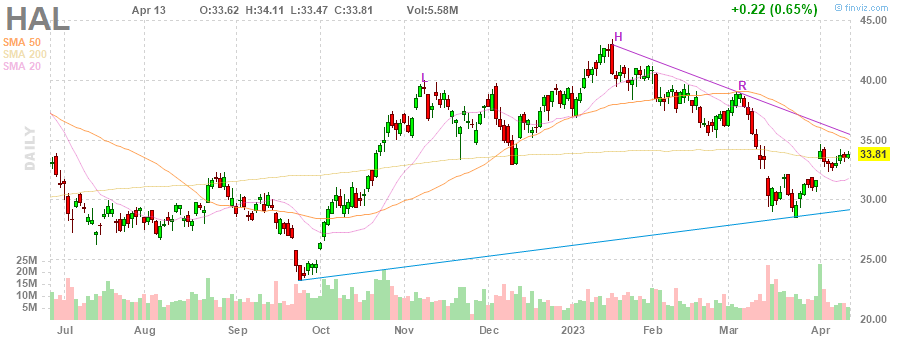 HAL Apr 13 O:33.62 H:34.11 L:33.47 C:33.81 Vol:5.58M +0.22 (0.65%) © finviz.com
SMA 50
SMA 200
SMA 20
DAILY
L
H
R
45.00
40.00
35.00
33.81
30.00
25.00
20.00
25M
20M
15M
10M
5M
Jul Aug Sep Oct Nov Dec 2023 Feb Mar Apr